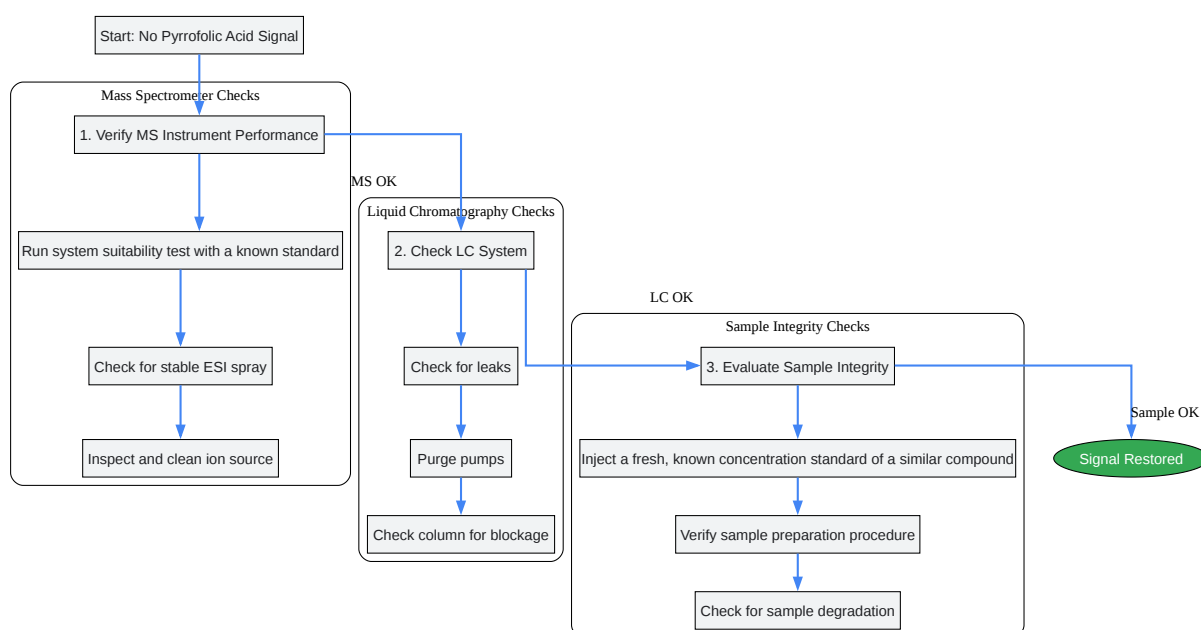 Start: No Pyrrofolic Acid Signal
Mass Spectrometer Checks
1. Verify MS Instrument Performance
MS OK
Run system suitability test with a known standard
Check for stable ESI spray
Inspect and clean ion source
Liquid Chromatography Checks
2. Check LC System
LC OK
Check for leaks
Purge pumps
Check column for blockage
Sample Integrity Checks
3. Evaluate Sample Integrity
Sample OK
Inject a fresh, known concentration standard of a similar compound
Verify sample preparation procedure
Check for sample degradation
Signal Restored